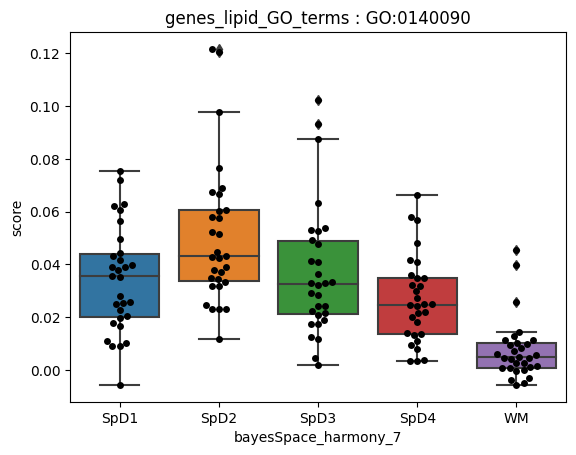 genes_lipid_GO_terms : GO:0140090
0.12
0.10
0.08
0.06
0.04
0.02
0.00
score
SpD1 SpD2 SpD3 SpD4 WM
bayesSpace_harmony_7